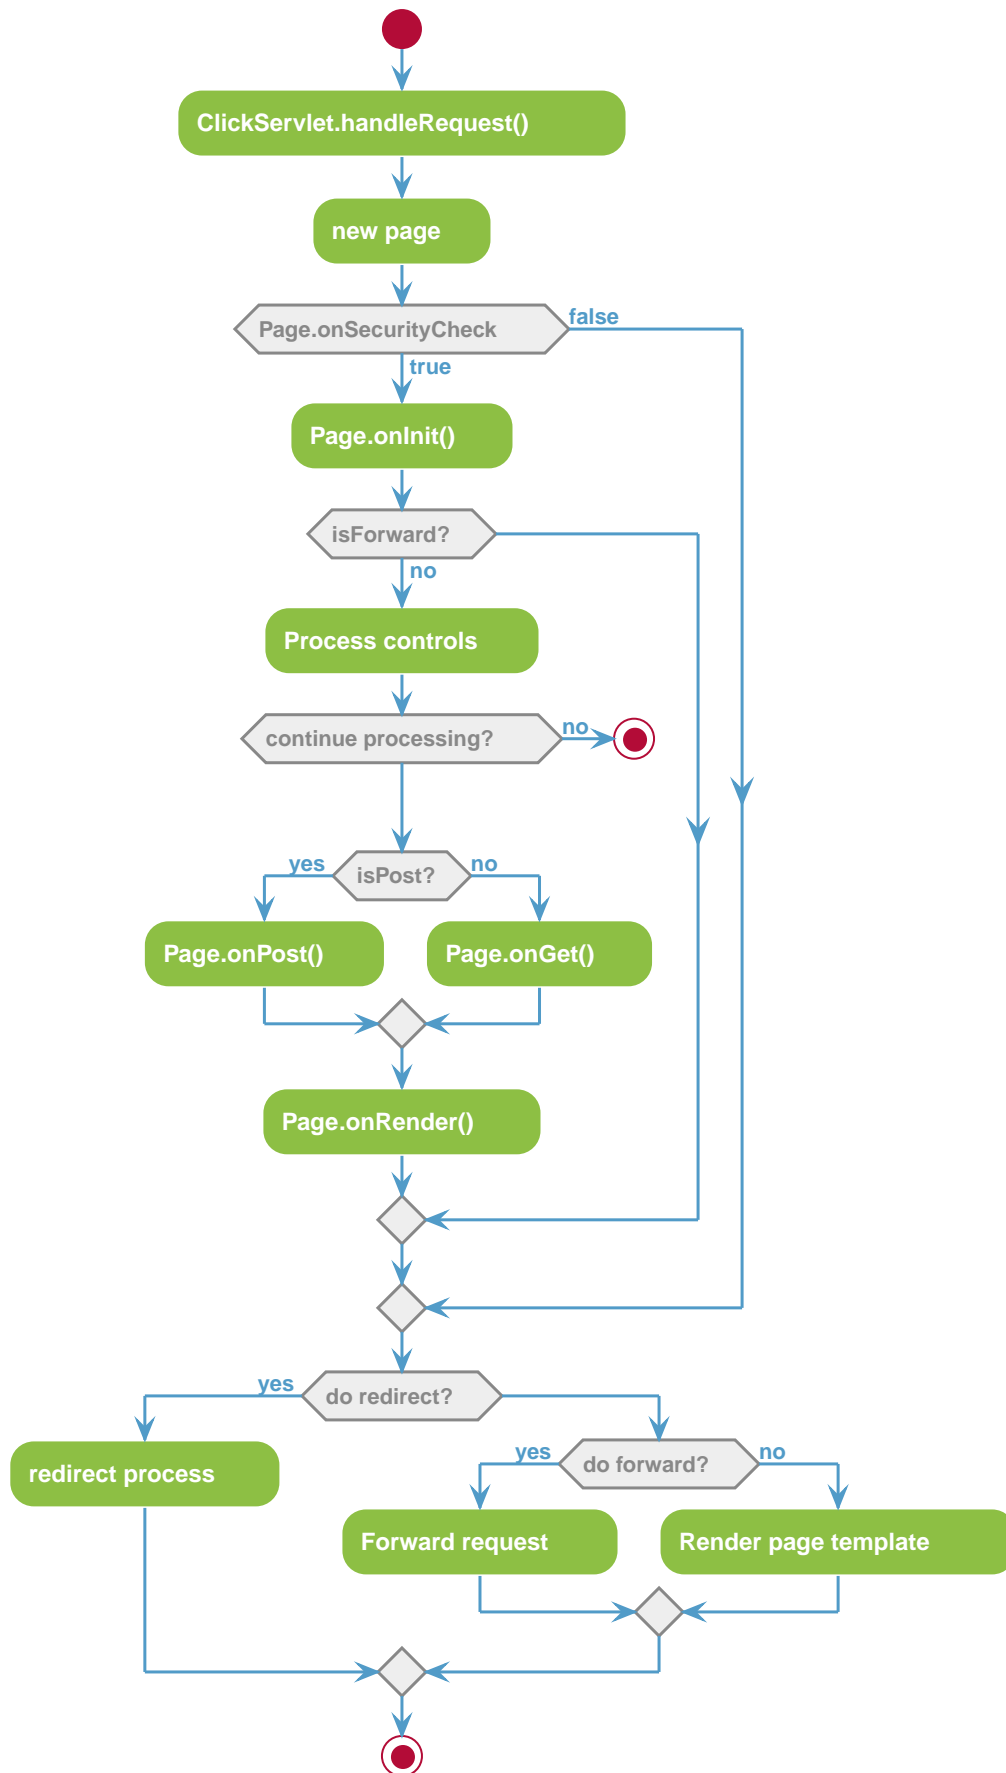 ClickServlet.handleRequest()
new page
Page.onSecurityCheck
false
true
Page.onInit()
isForward?
no
Process controls
continue processing?
no
yes
isPost?
no
Page.onPost()
Page.onGet()
Page.onRender()
yes
do redirect?
redirect process
yes
do forward?
no
Forward request
Render page template